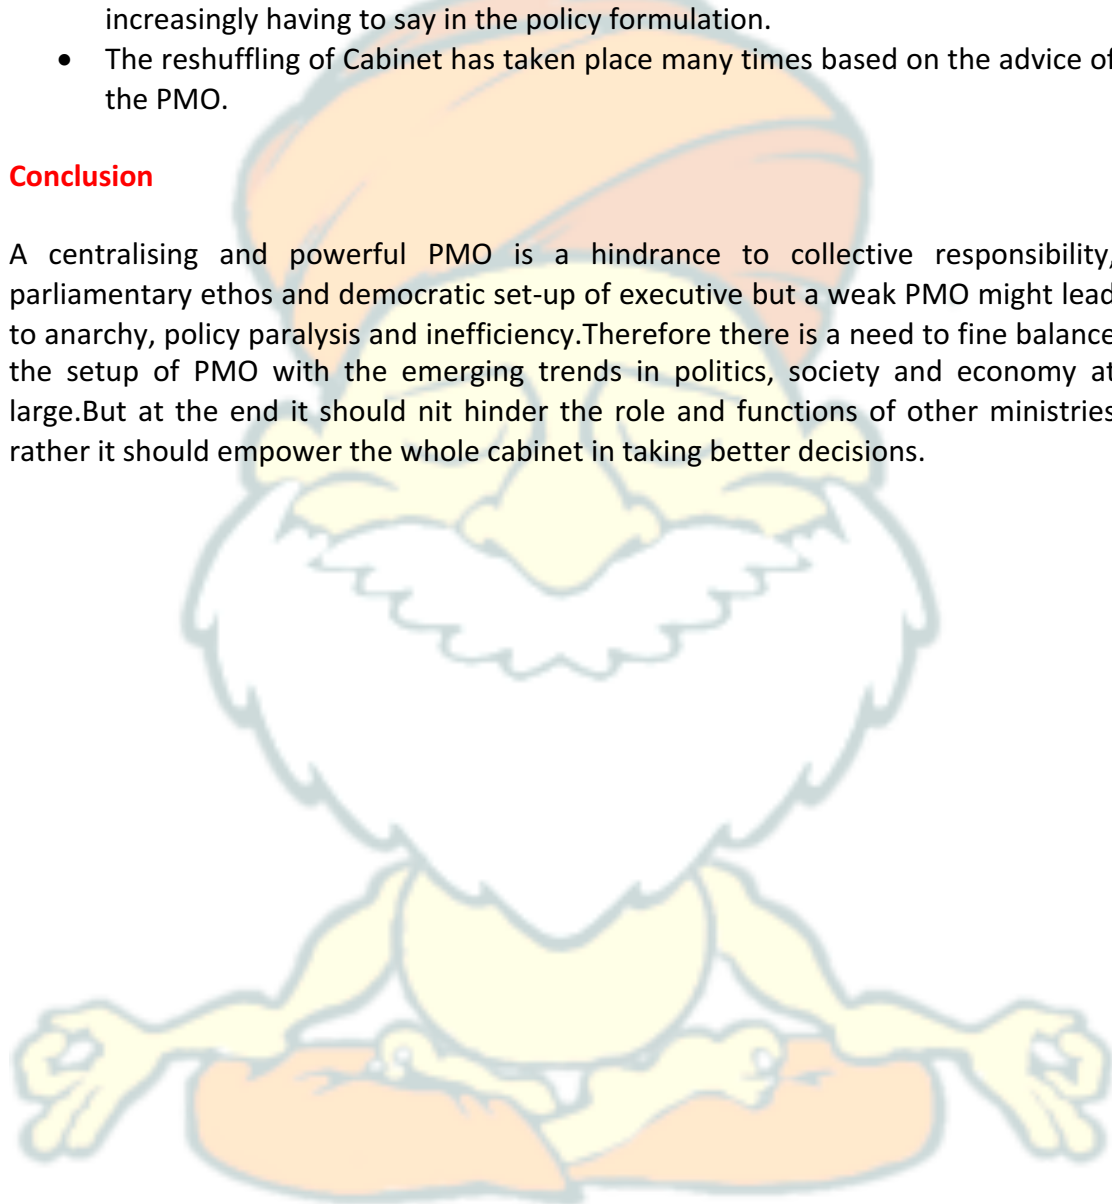 increasingly having to say in the policy formulation.
• The reshuffling of Cabinet has taken place many times based on the advice of
the PMO.
Conclusion
A centralising and powerful PMO is a hindrance to collective responsibility,
parliamentary ethos and democratic set-up of executive but a weak PMO might lead
to anarchy, policy paralysis and inefficiency.Therefore there is a need to fine balance
the setup of PMO with the emerging trends in politics, society and economy at
large.But at the end it should nit hinder the role and functions of other ministries
rather it should empower the whole cabinet in taking better decisions.